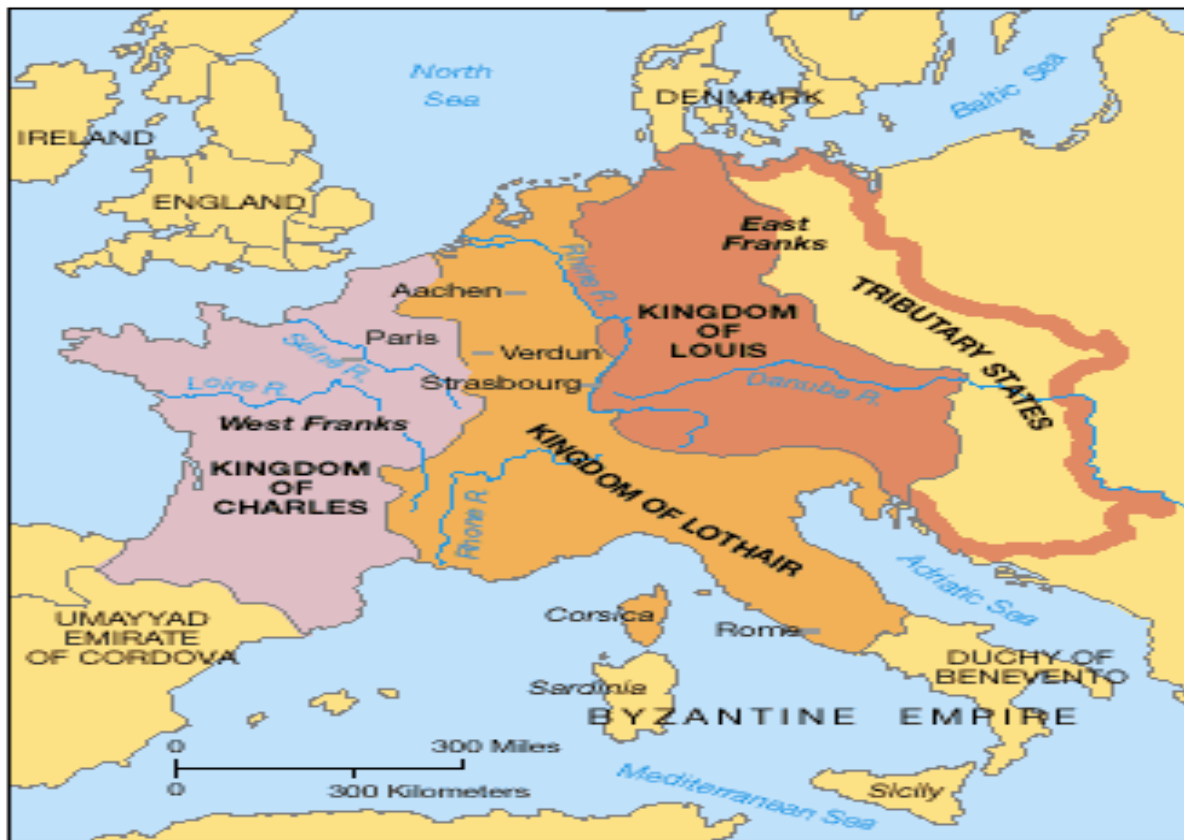 North
Sea
DENMARK
Baltic Sea
IRELAND
ENGLAND
East
Franks
Rhine R.
Aachen
KINGDOM
OF
LOUIS
TRIBUTARY STATES
Paris
Seine R.
Verdun
Strasbourg
Danube R.
Loire R.
West Franks
KINGDOM
OF
CHARLES
KINGDOM OF LOTHAIR
Rhone R.
Adriatic Sea
UMAYYAD
EMIRATE
OF CORDOVA
Corsica
Rome
DUCHY OF
BENEVENTO
Sardinia
BYZANTINE EMPIRE
0 300 Miles
0 300 Kilometers
Mediterranean Sea
Sicily